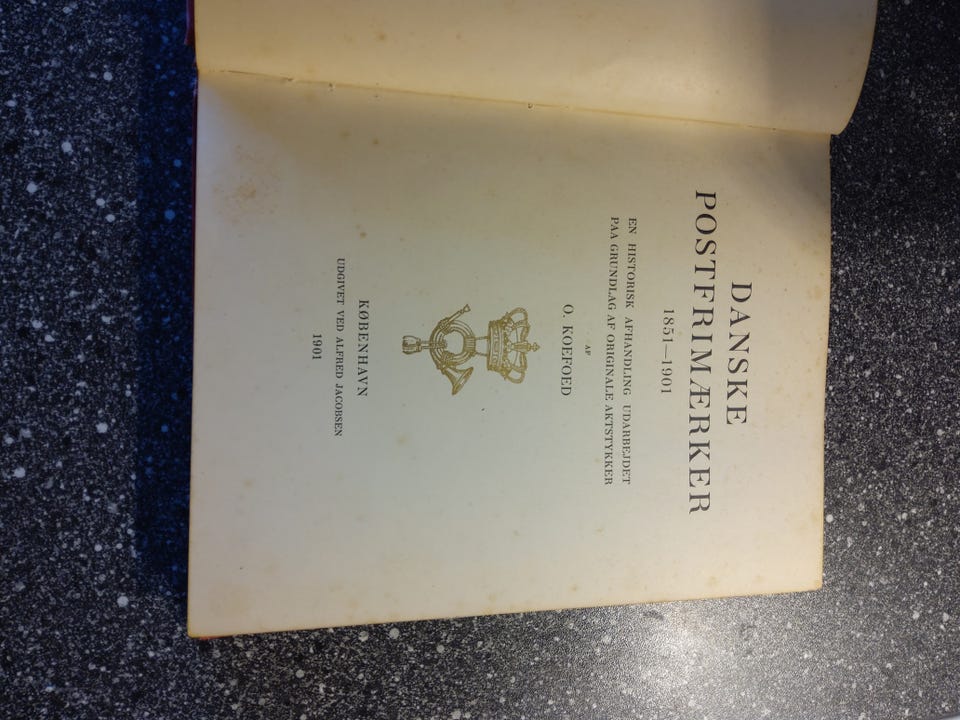 DANSKE
POSTFRIMÆRKER
1851—1901
EN HISTORISK AFHANDLING UDARBEJDET
PAA GRUNDLAG AF ORIGINALE AKTSTYKKER
AF
O. KOEFOED
KØBENHAVN
UDGIVET VED ALFRED JACOBSEN
1901